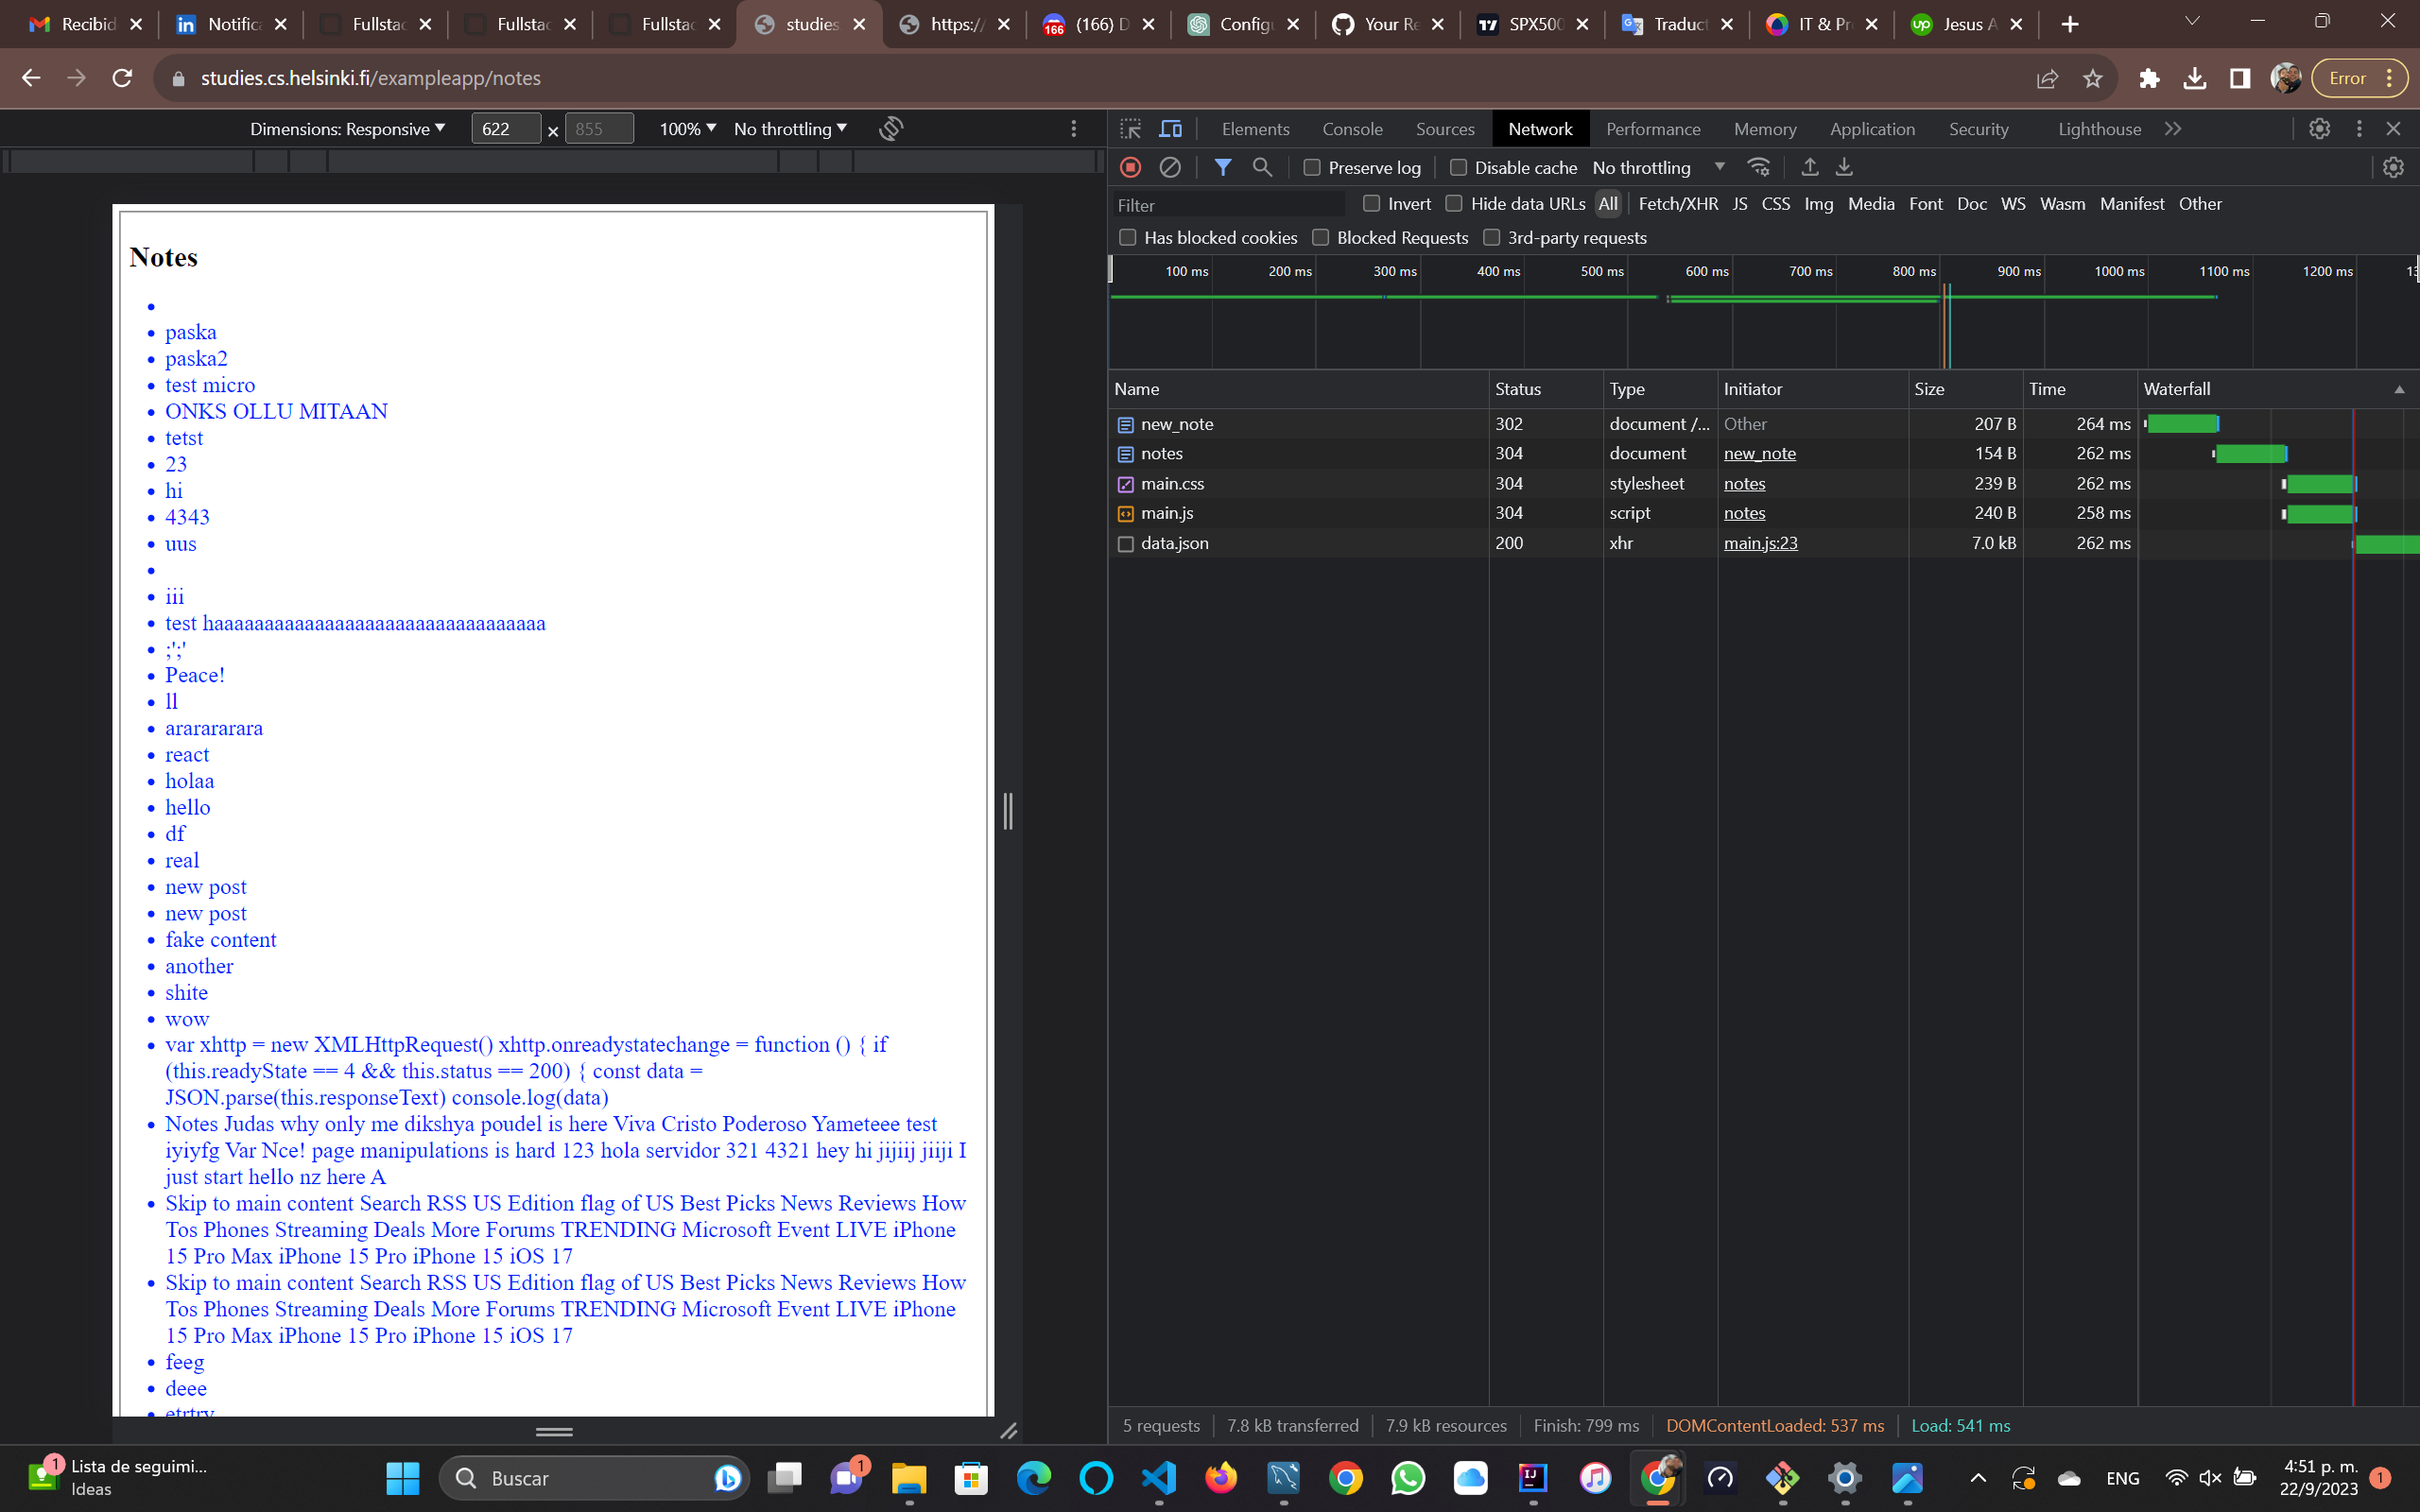 Recibid
Notific
Fullstac
Fullstac
Fullstac
studies.
https://
(166) D
Config
Your Re
SPX500
Traduct
IT & Pr
Jesus A
studies.cs.helsinki.fi/exampleapp/notes
Error
Dimensions: Responsive 622 × 855 100% No throttling
Elements Console Sources Network Performance Memory Application Security Lighthouse
Preserve log Disable cache No throttling
Filter Invert Hide data URLs All Fetch/XHR JS CSS Img Media Font Doc WS Wasm Manifest Other
Has blocked cookies Blocked Requests 3rd-party requests
100 ms 200 ms 300 ms 400 ms 500 ms 600 ms 700 ms 800 ms 900 ms 1000 ms 1100 ms 1200 ms
Name Status Type Initiator Size Time Waterfall
new_note 302 document /... Other 207 B 264 ms
notes 304 document new_note 154 B 262 ms
main.css 304 stylesheet notes 239 B 262 ms
main.js 304 script notes 240 B 258 ms
data.json 200 xhr main.js:23 7.0 kB 262 ms
5 requests 7.8 kB transferred 7.9 kB resources Finish: 799 ms DOMContentLoaded: 537 ms Load: 541 ms
Notes
paska
paska2
test micro
ONKS OLLU MITAAN
tetst
23
hi
4343
uus
iii
test haaaaaaaaaaaaaaaaaaaaaaaaaaaaaaaaa
;';'
Peace!
ll
ararararara
react
holaa
hello
df
real
new post
new post
fake content
another
shite
wow
var xhttp = new XMLHttpRequest() xhttp.onreadystatechange = function () { if
(this.readyState == 4 && this.status == 200) { const data =
JSON.parse(this.responseText) console.log(data)
Notes Judas why only me dikshya poudel is here Viva Cristo Poderoso Yameteee test
iyiyfg Var Nce! page manipulations is hard 123 hola servidor 321 4321 hey hi jijiij jiiji I
just start hello nz here A
Skip to main content Search RSS US Edition flag of US Best Picks News Reviews How
Tos Phones Streaming Deals More Forums TRENDING Microsoft Event LIVE iPhone
15 Pro Max iPhone 15 Pro iPhone 15 iOS 17
Skip to main content Search RSS US Edition flag of US Best Picks News Reviews How
Tos Phones Streaming Deals More Forums TRENDING Microsoft Event LIVE iPhone
15 Pro Max iPhone 15 Pro iPhone 15 iOS 17
feeg
deee
etrtry
1 Lista de seguimi...
Ideas
Buscar
1
ENG
4:51 p. m.
22/9/2023
1